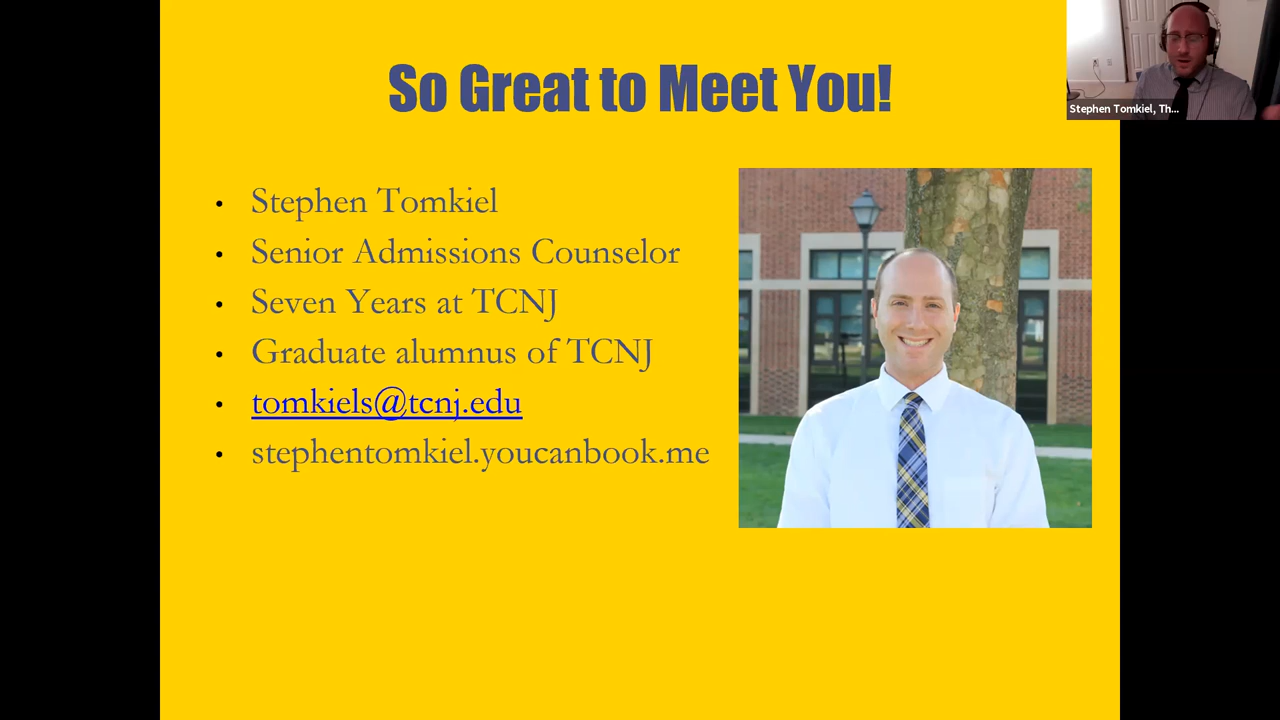 So Great to Meet You!
Stephen Tomkiel, Th...
• Stephen Tomkiel
• Senior Admissions Counselor
• Seven Years at TCNJ
• Graduate alumnus of TCNJ
• tomkiels@tcnj.edu
• stephentomkiel.youcanbook.me